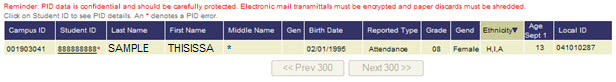 Reminder: PID data is confidential and should be carefully protected. Electronic mail transmittals must be encrypted and paper discards must be shredded.
Click on Student ID to see PID details. An * denotes a PID error.
Campus ID Student ID Last Name First Name Middle Name Gen Birth Date Reported Type Grade Gender Ethnicity▼ Age Sept 1 Local ID
001903041 888888888* SAMPLE THISISSA * 02/01/1995 Attendance 08 Female H,I,A 13 041010287
<< Prev 300 Next 300 >>